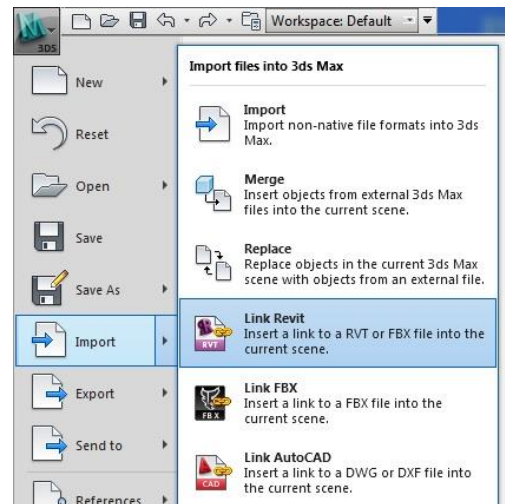 Workspace: Default
3DS
New
Reset
Open
Save
Save As
Import
Export
Send to
References
Import files into 3ds Max
Import
Import non-native file formats into 3ds
Max.
Merge
Insert objects from external 3ds Max
files into the current scene.
Replace
Replace objects in the current 3ds Max
scene with objects from an external file.
RVT
Link Revit
Insert a link to a RVT or FBX file into the
current scene.
FBX
Link FBX
Insert a link to a FBX file into the
current scene.
CAD
Link AutoCAD
Insert a link to a DWG or DXF file into
the current scene.